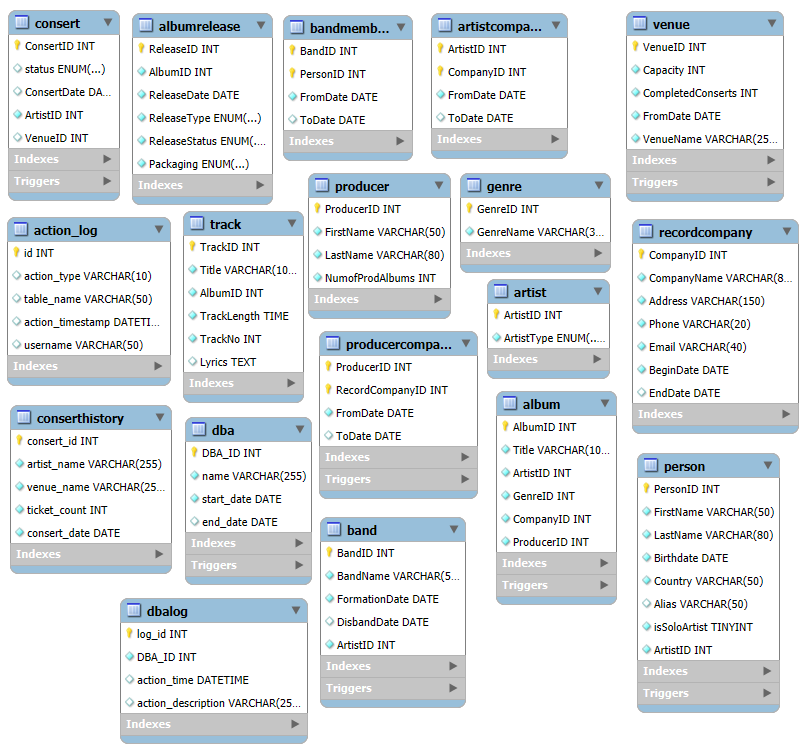 consert
ConsertID INT
status ENUM(...)
ConsertDate DA...
ArtistID INT
VenueID INT
Indexes
Triggers
albumrelease
ReleaseID INT
AlbumID INT
ReleaseDate DATE
ReleaseType ENUM(...)
ReleaseStatus ENUM(...
Packaging ENUM(...)
Indexes
bandmemb...
BandID INT
PersonID INT
FromDate DATE
ToDate DATE
Indexes
artistcompa...
ArtistID INT
CompanyID INT
FromDate DATE
ToDate DATE
Indexes
venue
VenueID INT
Capacity INT
CompletedConserts INT
FromDate DATE
VenueName VARCHAR(25...
Indexes
Triggers
action_log
id INT
action_type VARCHAR(10)
table_name VARCHAR(50)
action_timestamp DATETI...
username VARCHAR(50)
Indexes
track
TrackID INT
Title VARCHAR(10...
AlbumID INT
TrackLength TIME
TrackNo INT
Lyrics TEXT
Indexes
producer
ProducerID INT
FirstName VARCHAR(50)
LastName VARCHAR(80)
NumofProdAlbums INT
Indexes
genre
GenreID INT
GenreName VARCHAR(3...
Indexes
artist
ArtistID INT
ArtistType ENUM(...
Indexes
recordcompany
CompanyID INT
CompanyName VARCHAR(8...
Address VARCHAR(150)
Phone VARCHAR(20)
Email VARCHAR(40)
BeginDate DATE
EndDate DATE
Indexes
producercompa...
ProducerID INT
RecordCompanyID INT
FromDate DATE
ToDate DATE
Indexes
Triggers
conserthistory
consert_id INT
artist_name VARCHAR(255)
venue_name VARCHAR(25...
ticket_count INT
consert_date DATE
Indexes
dba
DBA_ID INT
name VARCHAR(255)
start_date DATE
end_date DATE
Indexes
Triggers
album
AlbumID INT
Title VARCHAR(10...
ArtistID INT
GenreID INT
CompanyID INT
ProducerID INT
Indexes
Triggers
person
PersonID INT
FirstName VARCHAR(50)
LastName VARCHAR(80)
Birthdate DATE
Country VARCHAR(50)
Alias VARCHAR(50)
isSoloArtist TINYINT
ArtistID INT
Indexes
Triggers
band
BandID INT
BandName VARCHAR(5...
FormationDate DATE
DisbandDate DATE
ArtistID INT
Indexes
Triggers
dbalog
log_id INT
DBA_ID INT
action_time DATETIME
action_description VARCHAR(25...
Indexes